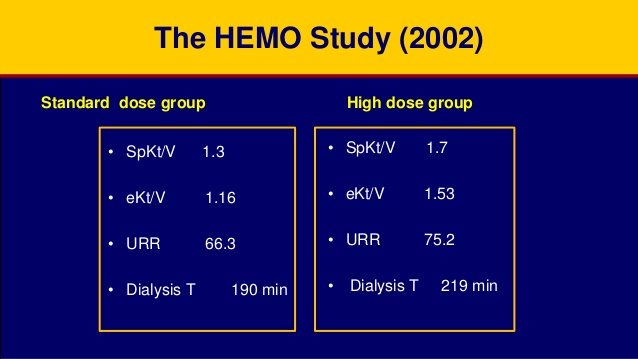 The HEMO Study (2002)
Standard dose group
• SpKt/V 1.3
• eKt/V 1.16
• URR 66.3
• Dialysis T 190 min
High dose group
• SpKt/V 1.7
• eKt/V 1.53
• URR 75.2
• Dialysis T 219 min